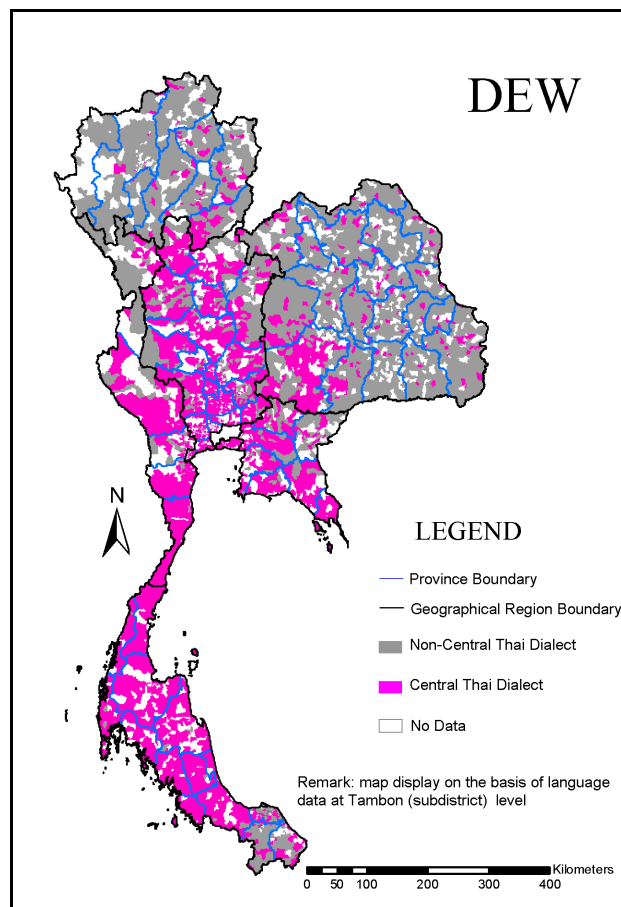 DEW
N
LEGEND
Province Boundary
Geographical Region Boundary
Non-Central Thai Dialect
Central Thai Dialect
No Data
Remark: map display on the basis of language
data at Tambon (subdistrict) level
Kilometers
0 50 100 200 300 400